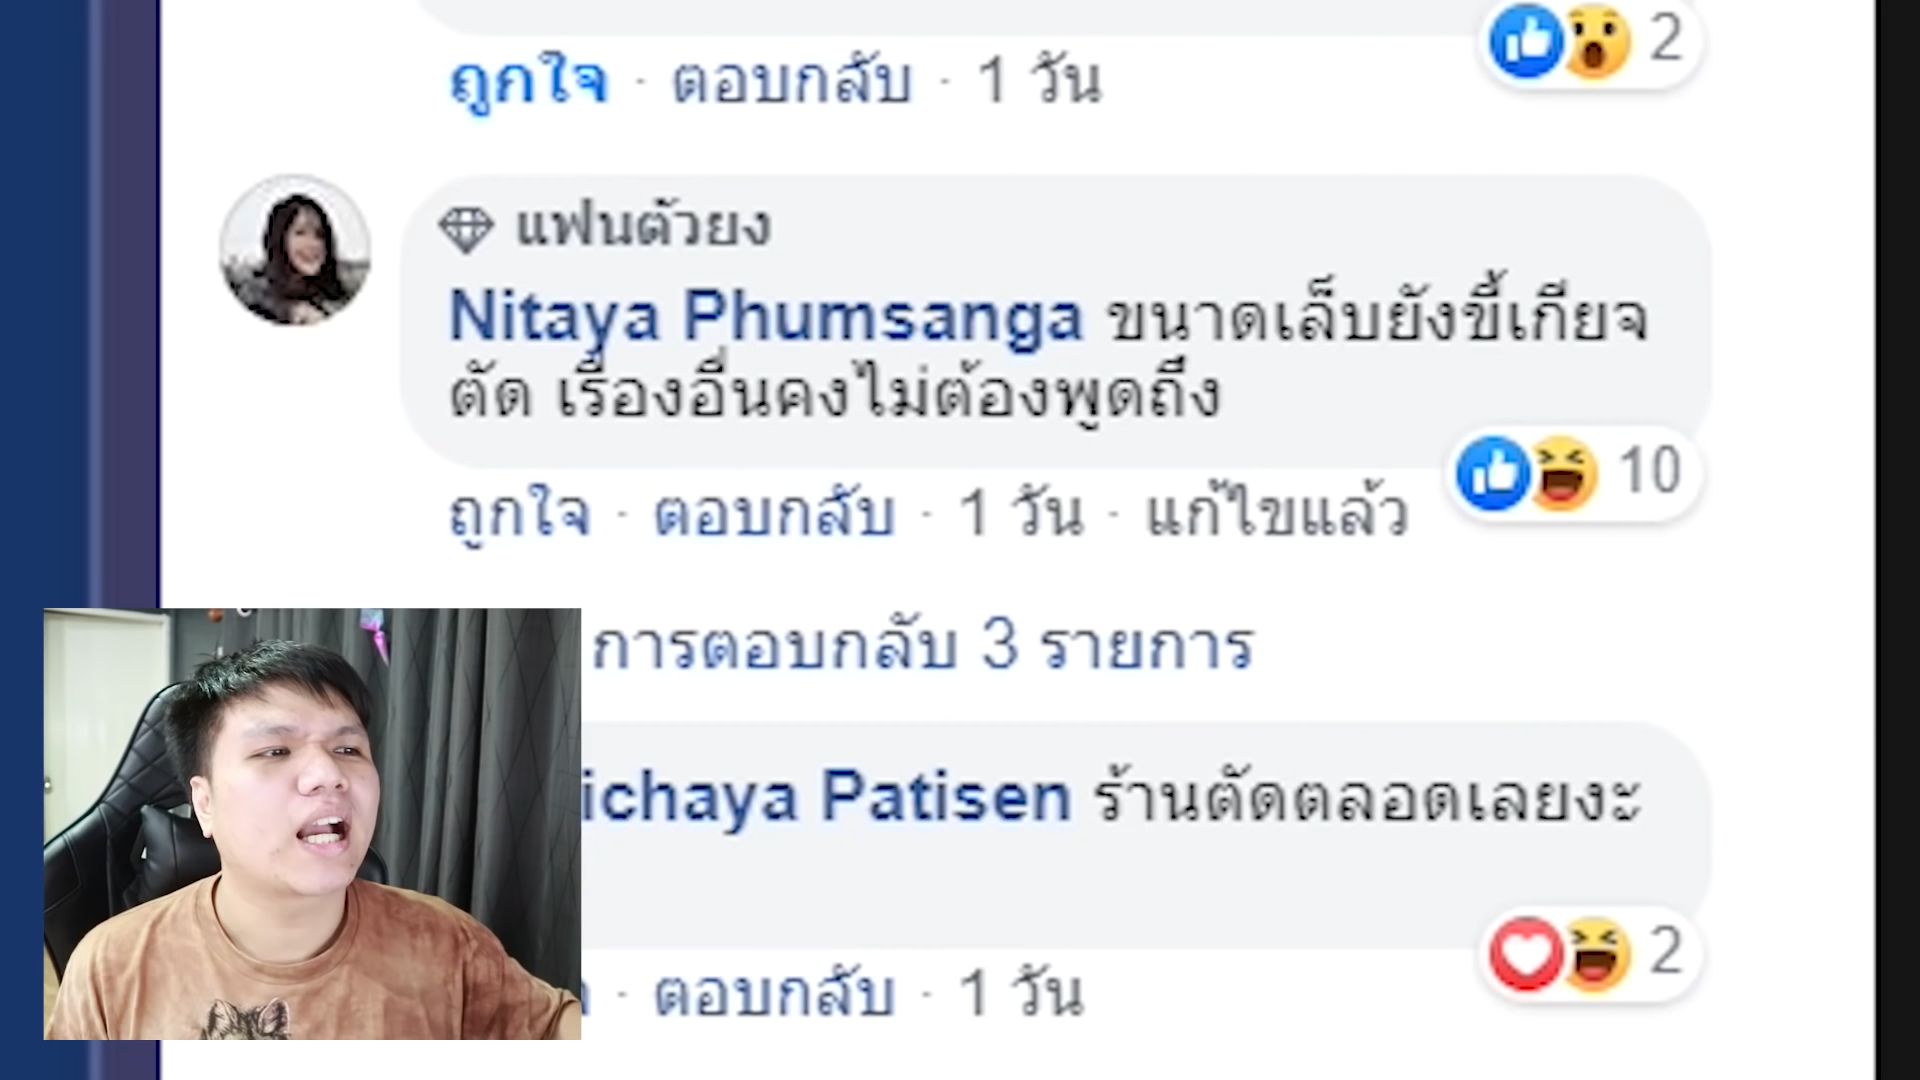 2
ถูกใจ · ตอบกลับ · 1 วัน
แฟนตัวยง
Nitaya Phumsanga ขนาดเล็บยังขี้เกียจ
ตัด เรื่องอื่นคงไม่ต้องพูดถึง
10
ถูกใจ · ตอบกลับ · 1 วัน · แก้ไขแล้ว
การตอบกลับ 3 รายการ
ichaya Patisen ร้านตัดตลอดเลยงะ
2
· ตอบกลับ · 1 วัน